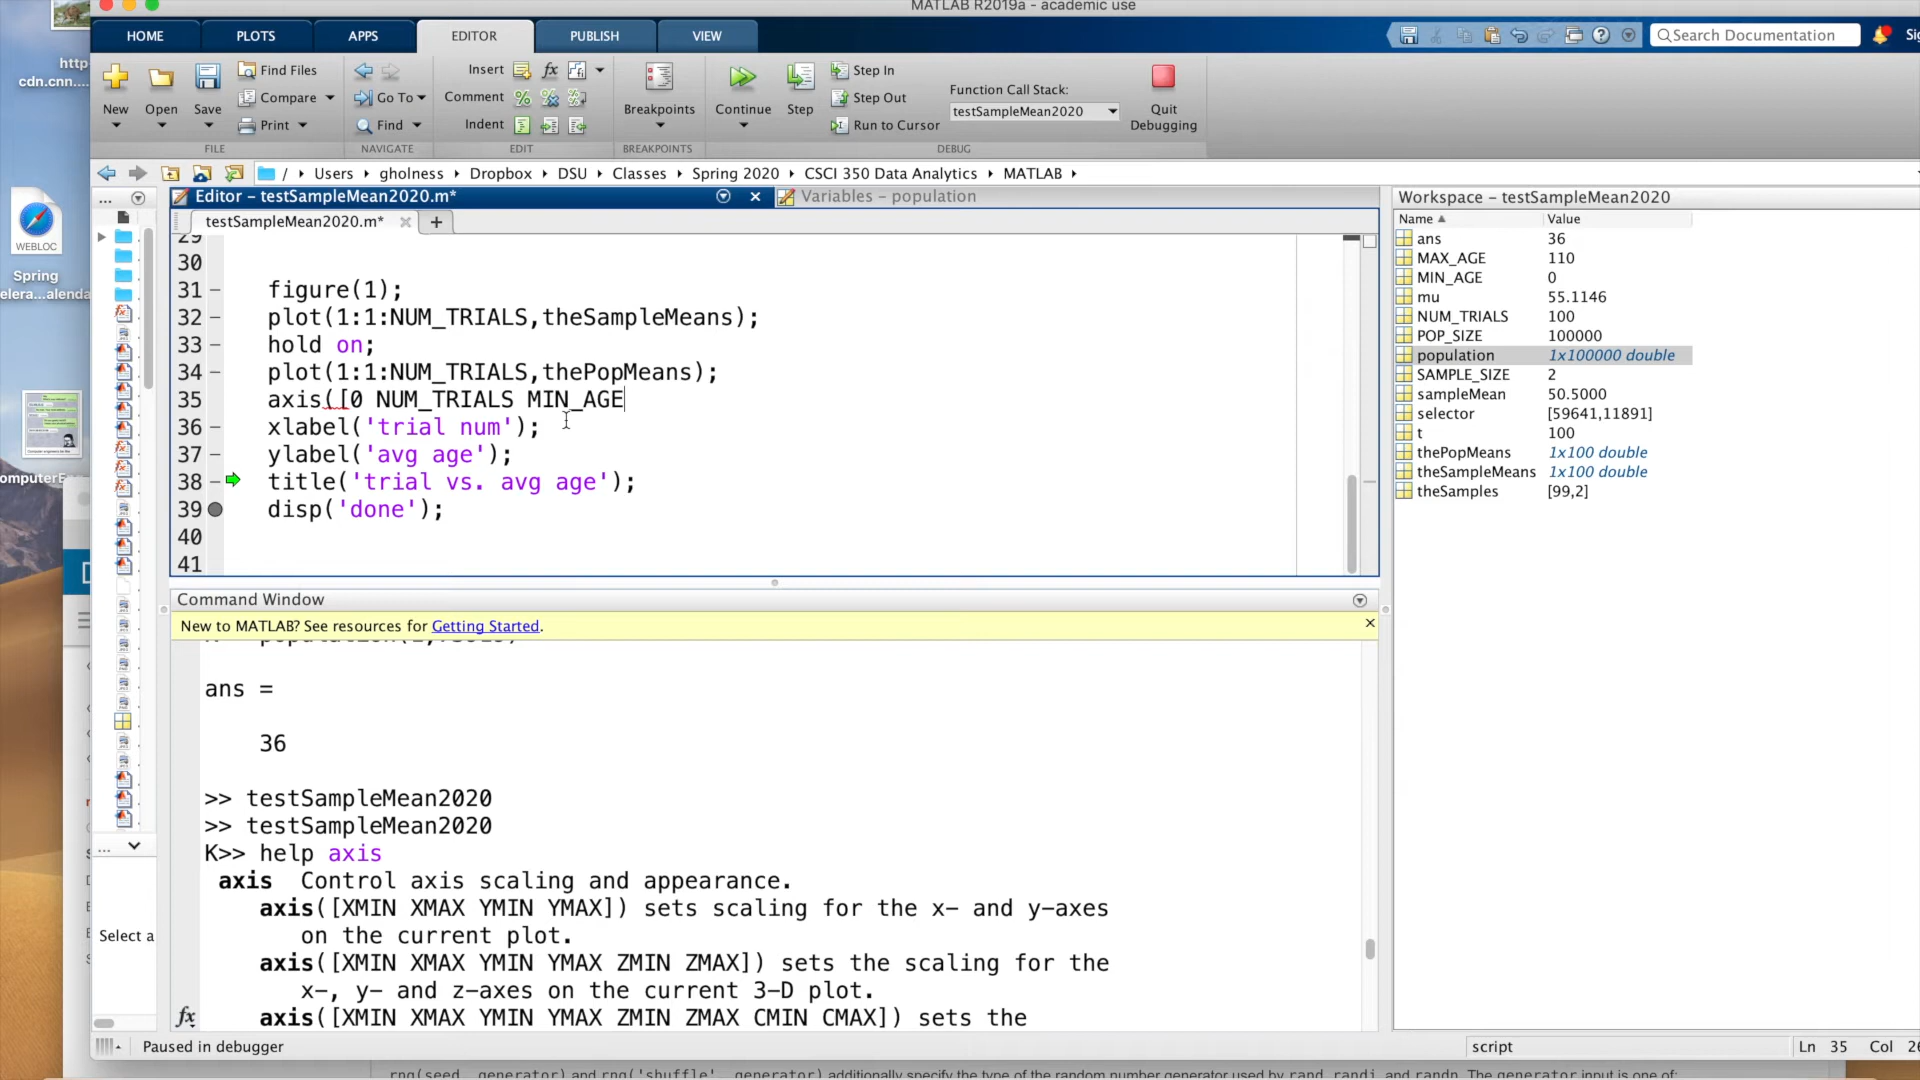 MATLAB R2019a - academic use
HOME PLOTS APPS EDITOR PUBLISH VIEW
Search Documentation
http
cdn.cnn....
New Open Save
Find Files
Compare
Print
FILE
Go To
Find
NAVIGATE
Insert
Comment
Indent
EDIT
Breakpoints
BREAKPOINTS
Continue Step
Step In
Step Out
Run to Cursor
Function Call Stack:
testSampleMean2020
Quit Debugging
DEBUG
/ Users gholness Dropbox DSU Classes Spring 2020 CSCI 350 Data Analytics MATLAB
Editor - testSampleMean2020.m*
Variables - population
testSampleMean2020.m*
29
30
31 figure(1);
32 plot(1:1:NUM_TRIALS,theSampleMeans);
33 hold on;
34 plot(1:1:NUM_TRIALS,thePopMeans);
35 axis([0 NUM_TRIALS MIN_AGE
36 xlabel('trial num');
37 ylabel('avg age');
38 title('trial vs. avg age');
39 disp('done');
40
41
Workspace - testSampleMean2020
Name Value
ans 36
MAX_AGE 110
MIN_AGE 0
mu 55.1146
NUM_TRIALS 100
POP_SIZE 100000
population 1x100000 double
SAMPLE_SIZE 2
sampleMean 50.5000
selector [59641,11891]
t 100
thePopMeans 1x100 double
theSampleMeans 1x100 double
theSamples [99,2]
WEBLOC
Spring
elera...alenda
Select a
Command Window
New to MATLAB? See resources for Getting Started.
ans =
36
>> testSampleMean2020
>> testSampleMean2020
K>> help axis
axis Control axis scaling and appearance.
axis([XMIN XMAX YMIN YMAX]) sets scaling for the x- and y-axes
on the current plot.
axis([XMIN XMAX YMIN YMAX ZMIN ZMAX]) sets the scaling for the
x-, y- and z-axes on the current 3-D plot.
axis([XMIN XMAX YMIN YMAX ZMIN ZMAX CMIN CMAX]) sets the
fx
Paused in debugger
script
Ln 35 Col 26